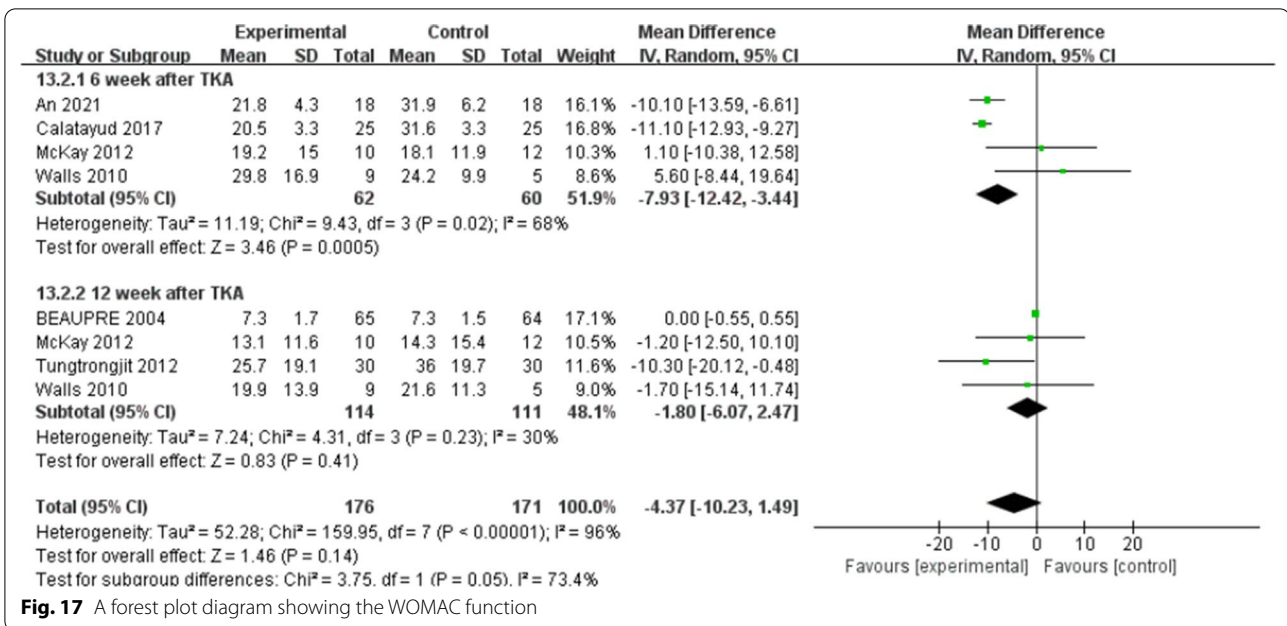 Experimental Control Mean Difference Mean Difference
Study or Subgroup Mean SD Total Mean SD Total Weight IV, Random, 95% CI IV, Random, 95% CI
13.2.1 6 week after TKA
An 2021 21.8 4.3 18 31.9 6.2 18 16.1% -10.10 [-13.59, -6.61]
Calatayud 2017 20.5 3.3 25 31.6 3.3 25 16.8% -11.10 [-12.93, -9.27]
McKay 2012 19.2 15 10 18.1 11.9 12 10.3% 1.10 [-10.38, 12.58]
Walls 2010 29.8 16.9 9 24.2 9.9 5 8.6% 5.60 [-8.44, 19.64]
Subtotal (95% CI) 62 60 51.9% -7.93 [-12.42, -3.44]
Heterogeneity: Tau² = 11.19; Chi² = 9.43, df = 3 (P = 0.02); I² = 68%
Test for overall effect: Z = 3.46 (P = 0.0005)
13.2.2 12 week after TKA
BEAUPRE 2004 7.3 1.7 65 7.3 1.5 64 17.1% 0.00 [-0.55, 0.55]
McKay 2012 13.1 11.6 10 14.3 15.4 12 10.5% -1.20 [-12.50, 10.10]
Tungtrongjit 2012 25.7 19.1 30 36 19.7 30 11.6% -10.30 [-20.12, -0.48]
Walls 2010 19.9 13.9 9 21.6 11.3 5 9.0% -1.70 [-15.14, 11.74]
Subtotal (95% CI) 114 111 48.1% -1.80 [-6.07, 2.47]
Heterogeneity: Tau² = 7.24; Chi² = 4.31, df = 3 (P = 0.23); I² = 30%
Test for overall effect: Z = 0.83 (P = 0.41)
Total (95% CI) 176 171 100.0% -4.37 [-10.23, 1.49]
Heterogeneity: Tau² = 52.28; Chi² = 159.95, df = 7 (P < 0.00001); I² = 96%
Test for overall effect: Z = 1.46 (P = 0.14)
Test for subgroup differences: Chi² = 3.75. df = 1 (P = 0.05). I² = 73.4%
-20 -10 0 10 20
Favours [experimental] Favours [control]
Fig. 17 A forest plot diagram showing the WOMAC function